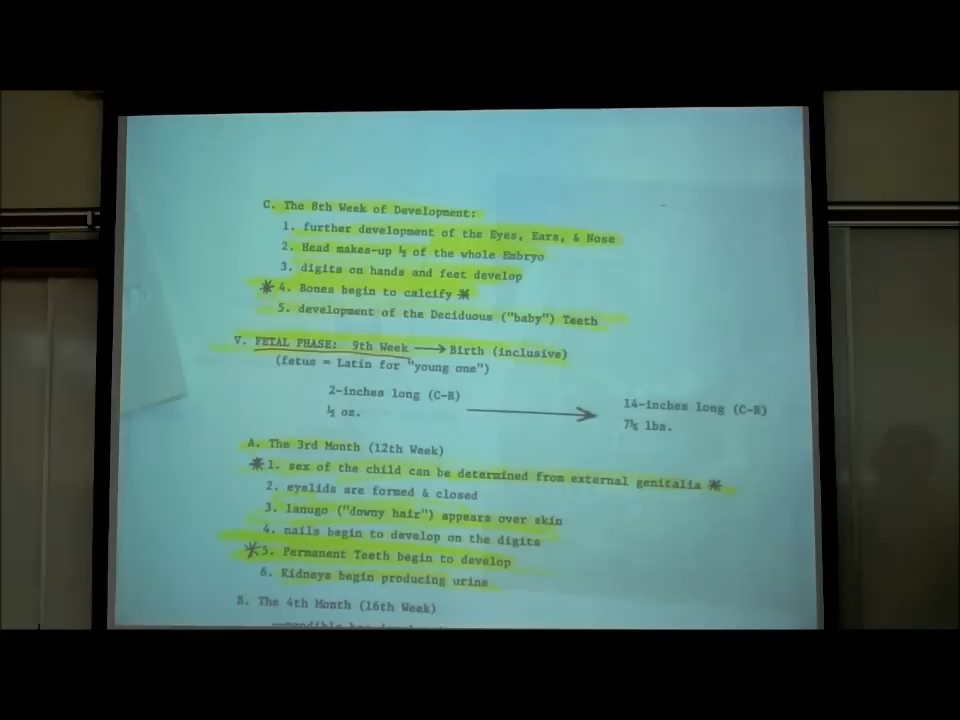 C. The 8th Week of Development:
1. further development of the Eyes, Ears, & Nose
2. Head makes-up ½ of the whole Embryo
3. digits on hands and feet develop
* 4. Bones begin to calcify *
5. development of the Deciduous ("baby") Teeth
V. FETAL PHASE: 9th Week → Birth (inclusive)
(fetus = Latin for "young one")
2-inches long (C-R) → 14-inches long (C-R)
½ oz. 7½ lbs.
A. The 3rd Month (12th Week)
* 1. sex of the child can be determined from external genitalia *
2. eyelids are formed & closed
3. lanugo ("downy hair") appears over skin
4. nails begin to develop on the digits
* 5. Permanent Teeth begin to develop
6. Kidneys begin producing urine
B. The 4th Month (16th Week)